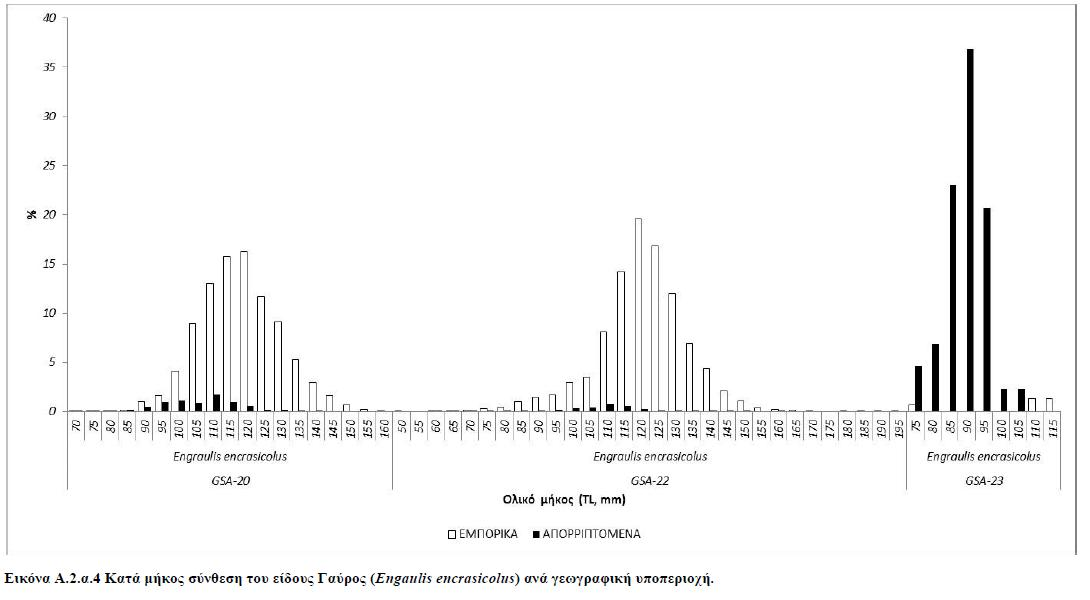 40
35
30
25
20
15
10
5
0
%
70 75 80 85 90 95 100 105 110 115 120 125 130 135 140 145 150 155 160 50 55 60 65 70 75 80 85 90 95 100 105 110 115 120 125 130 135 140 145 150 155 160 165 170 175 180 185 190 195 75 80 85 90 95 100 105 110 115
Engraulis encrasicolus Engraulis encrasicolus Engraulis encrasicolus
GSA-20 GSA-22 GSA-23
Ολικό μήκος (TL, mm)
ΕΜΠΟΡΙΚΑ ΑΠΟΡΡΙΠΤΟΜΕΝΑ
Εικόνα Α.2.α.4 Κατά μήκος σύνθεση του είδους Γαύρος (Engaulis encrasicolus) ανά γεωγραφική υποπεριοχή.